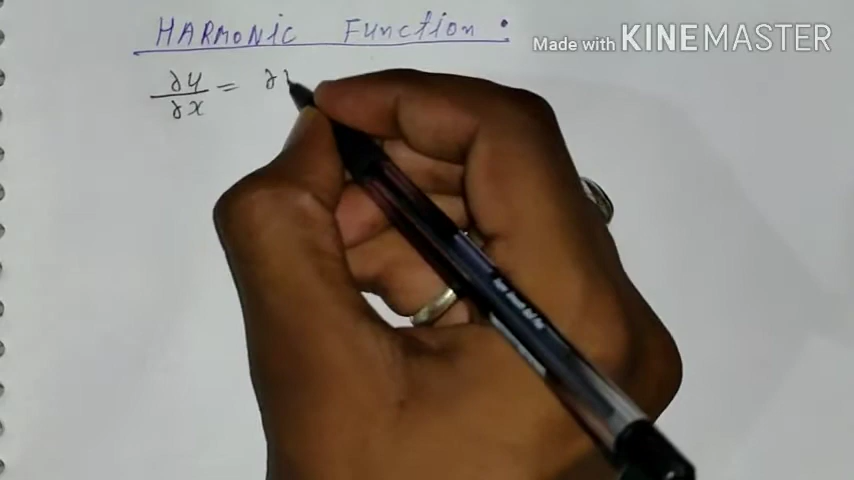 HARMONIC Function :
Made with KINEMASTER
∂u/∂x = ∂